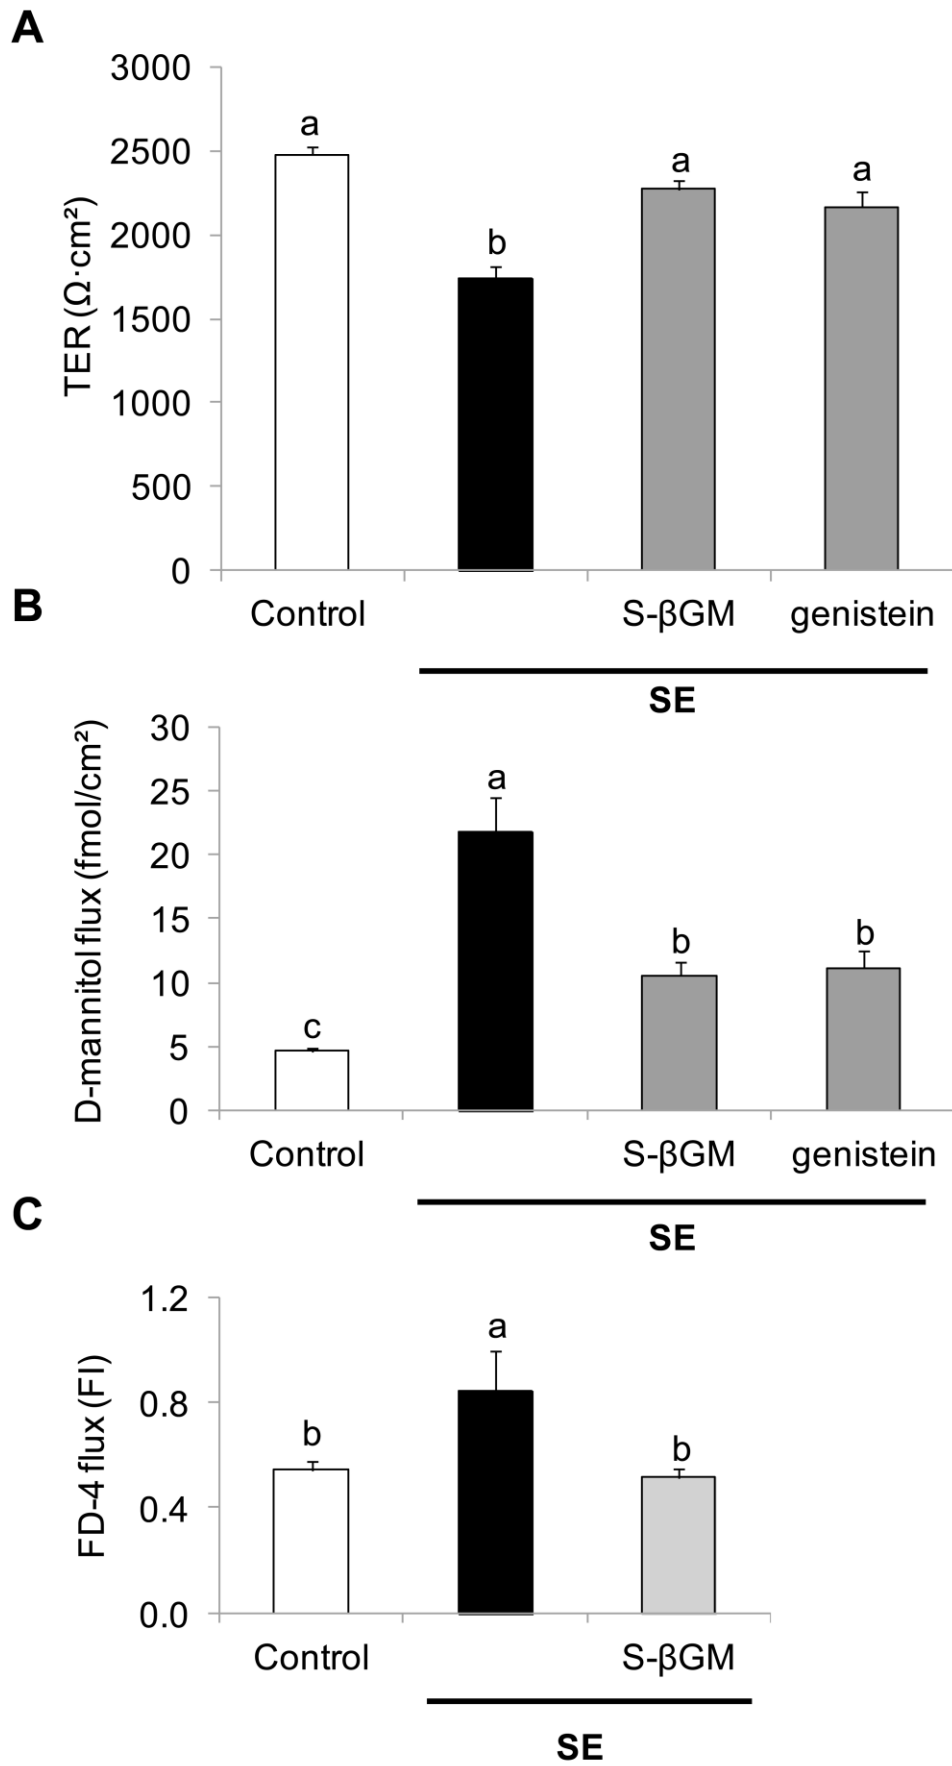 A
TER (Ω·cm²)
3000
2500
2000
1500
1000
500
0
a
b
a
a
Control
S-βGM
genistein
SE
B
D-mannitol flux (fmol/cm²)
30
25
20
15
10
5
0
c
a
b
b
Control
S-βGM
genistein
SE
C
FD-4 flux (FI)
1.2
0.8
0.4
0.0
b
a
b
Control
S-βGM
SE